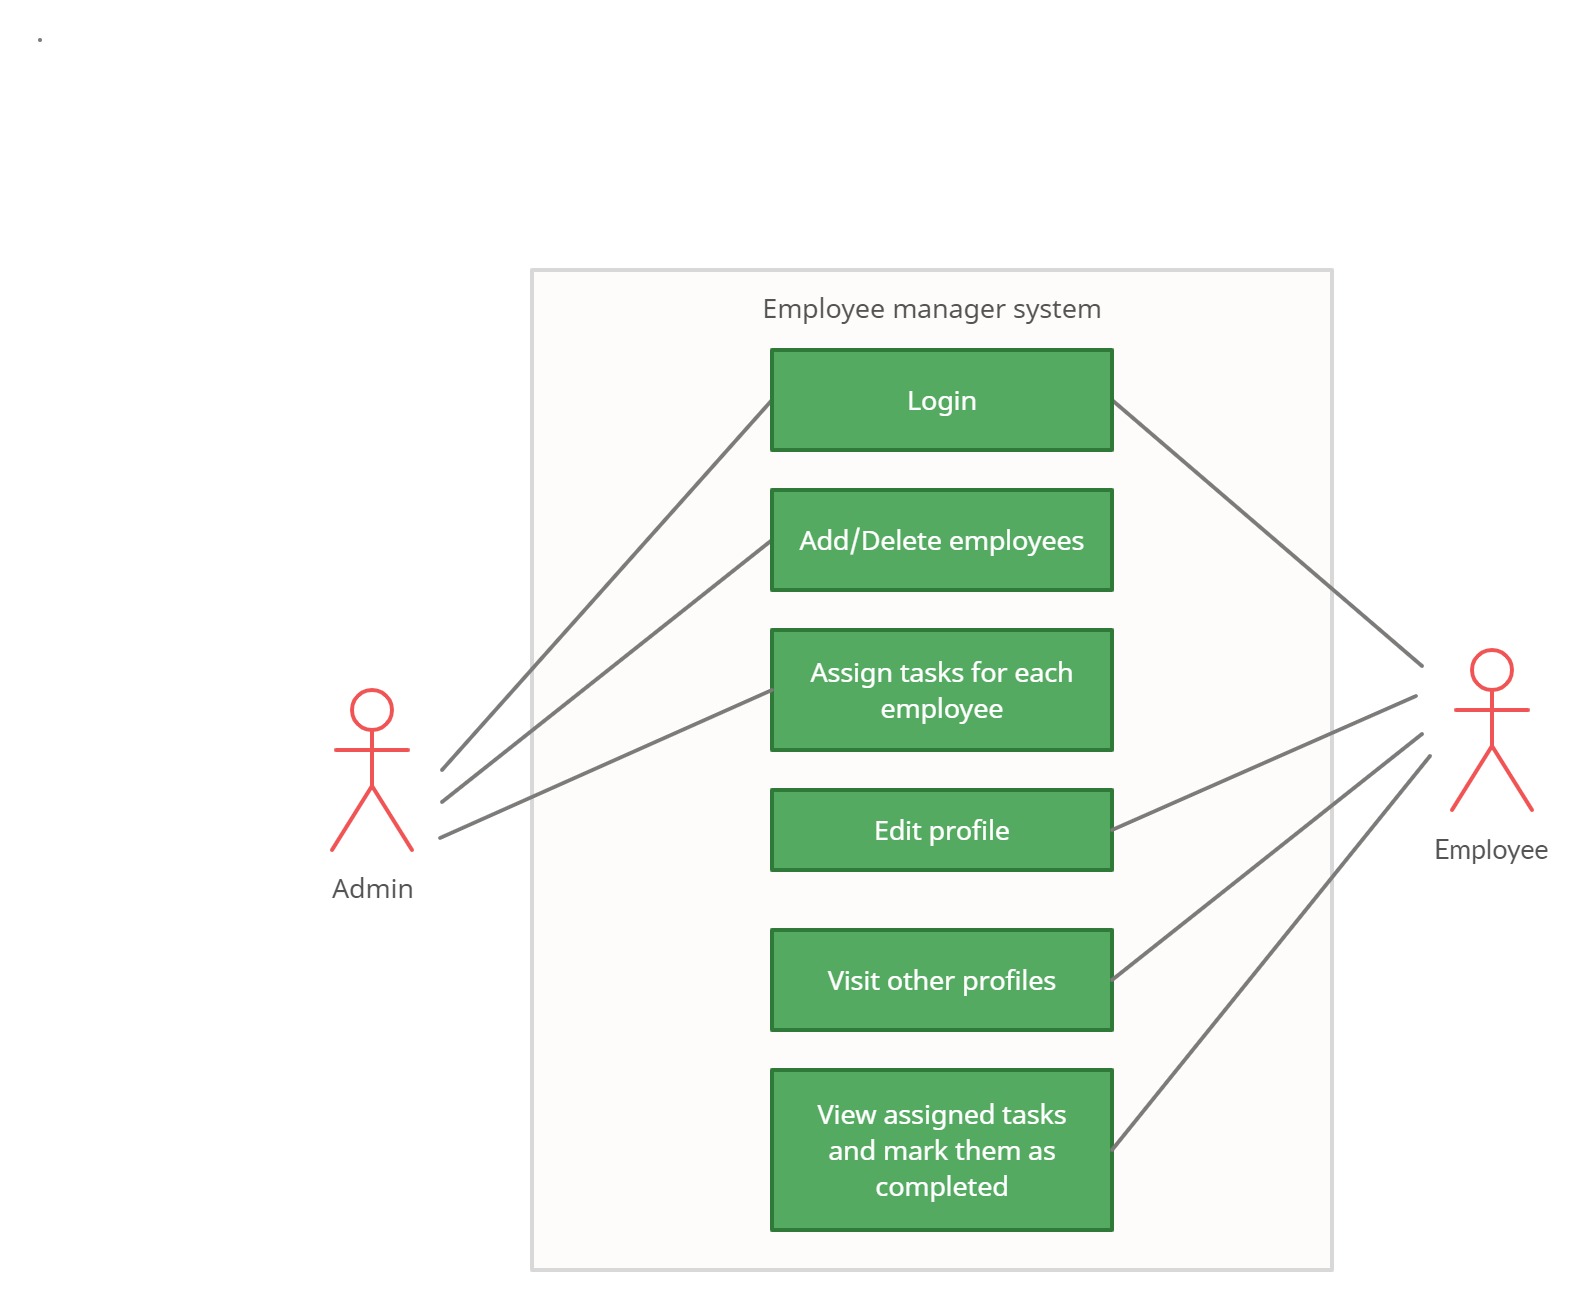 Employee manager system
Login
Add/Delete employees
Assign tasks for each
employee
Edit profile
Visit other profiles
View assigned tasks
and mark them as
completed
Admin
Employee